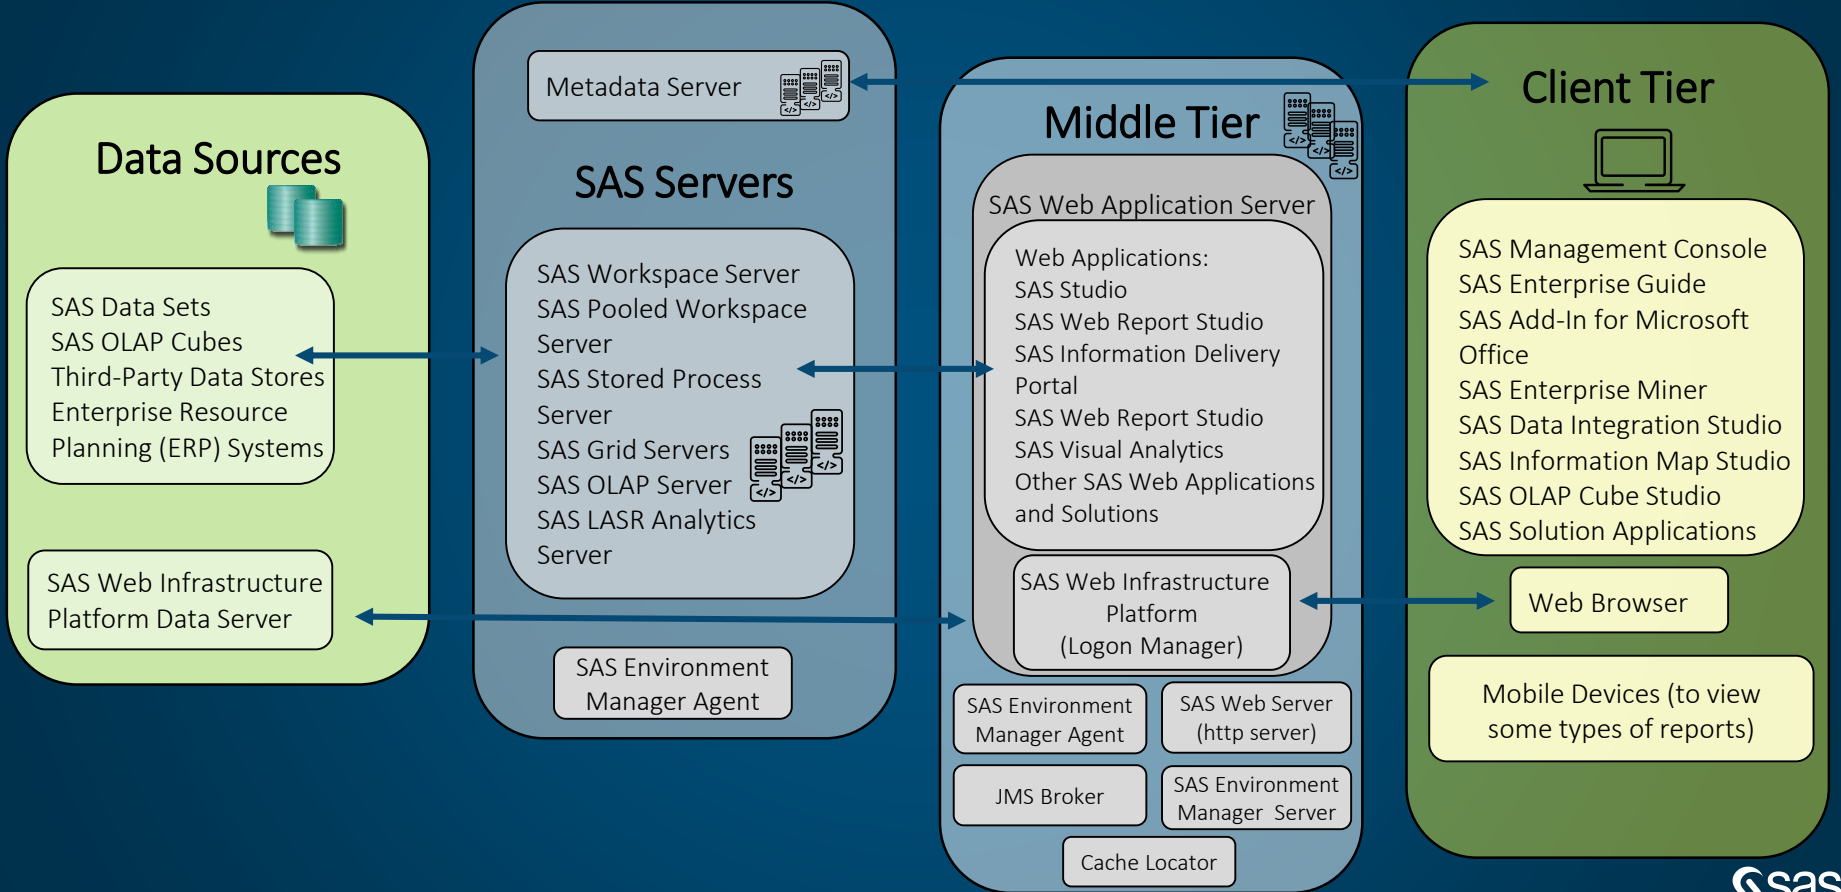 Data Sources
SAS Data Sets
SAS OLAP Cubes
Third-Party Data Stores
Enterprise Resource
Planning (ERP) Systems
SAS Web Infrastructure
Platform Data Server
Metadata Server
</>
</>
</>
SAS Servers
SAS Workspace Server
SAS Pooled Workspace
Server
SAS Stored Process
Server
SAS Grid Servers
SAS OLAP Server
SAS LASR Analytics
Server
</>
</>
</>
SAS Environment
Manager Agent
Middle Tier
</>
</>
</>
SAS Web Application Server
Web Applications:
SAS Studio
SAS Web Report Studio
SAS Information Delivery
Portal
SAS Web Report Studio
SAS Visual Analytics
Other SAS Web Applications
and Solutions
SAS Web Infrastructure
Platform
(Logon Manager)
SAS Environment
Manager Agent
SAS Web Server
(http server)
JMS Broker
SAS Environment
Manager  Server
Cache Locator
Client Tier
SAS Management Console
SAS Enterprise Guide
SAS Add-In for Microsoft
Office
SAS Enterprise Miner
SAS Data Integration Studio
SAS Information Map Studio
SAS OLAP Cube Studio
SAS Solution Applications
Web Browser
Mobile Devices (to view
some types of reports)
sas